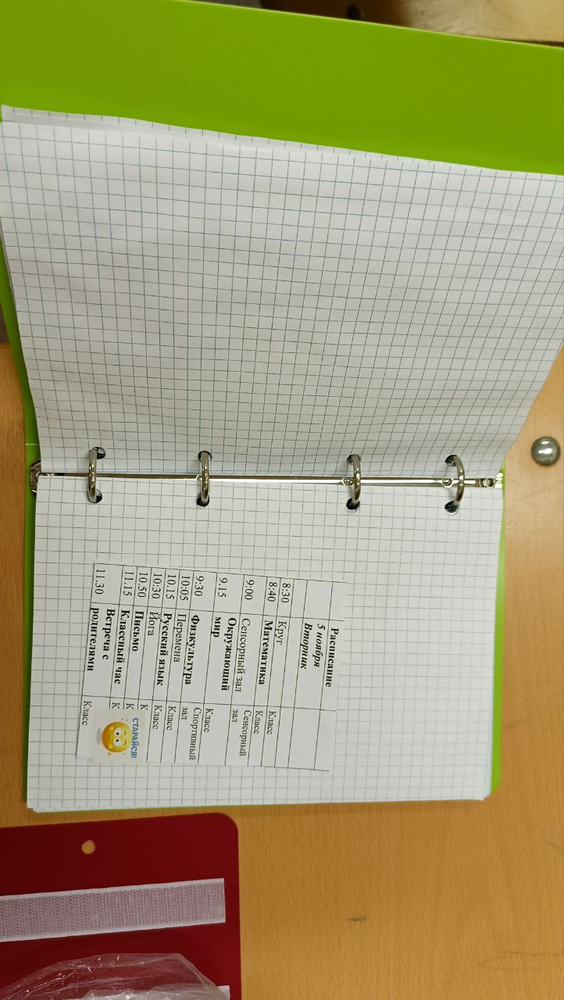 Расписание
5 ноября
Вторник
8:30 Круг Класс
8:40 Математика Класс
9:00 Сенсорный зал Сенсорный зал
9.15 Окружающий мир Класс
9:30 Физкультура Спортивный зал
10:05 Перемена
10.15 Русский язык Класс
10:30 Йога Класс
10.50 Письмо К
11.15 Классный час К
11.30 Встреча с родителями К
Класс
СТАРАЙСЯ!